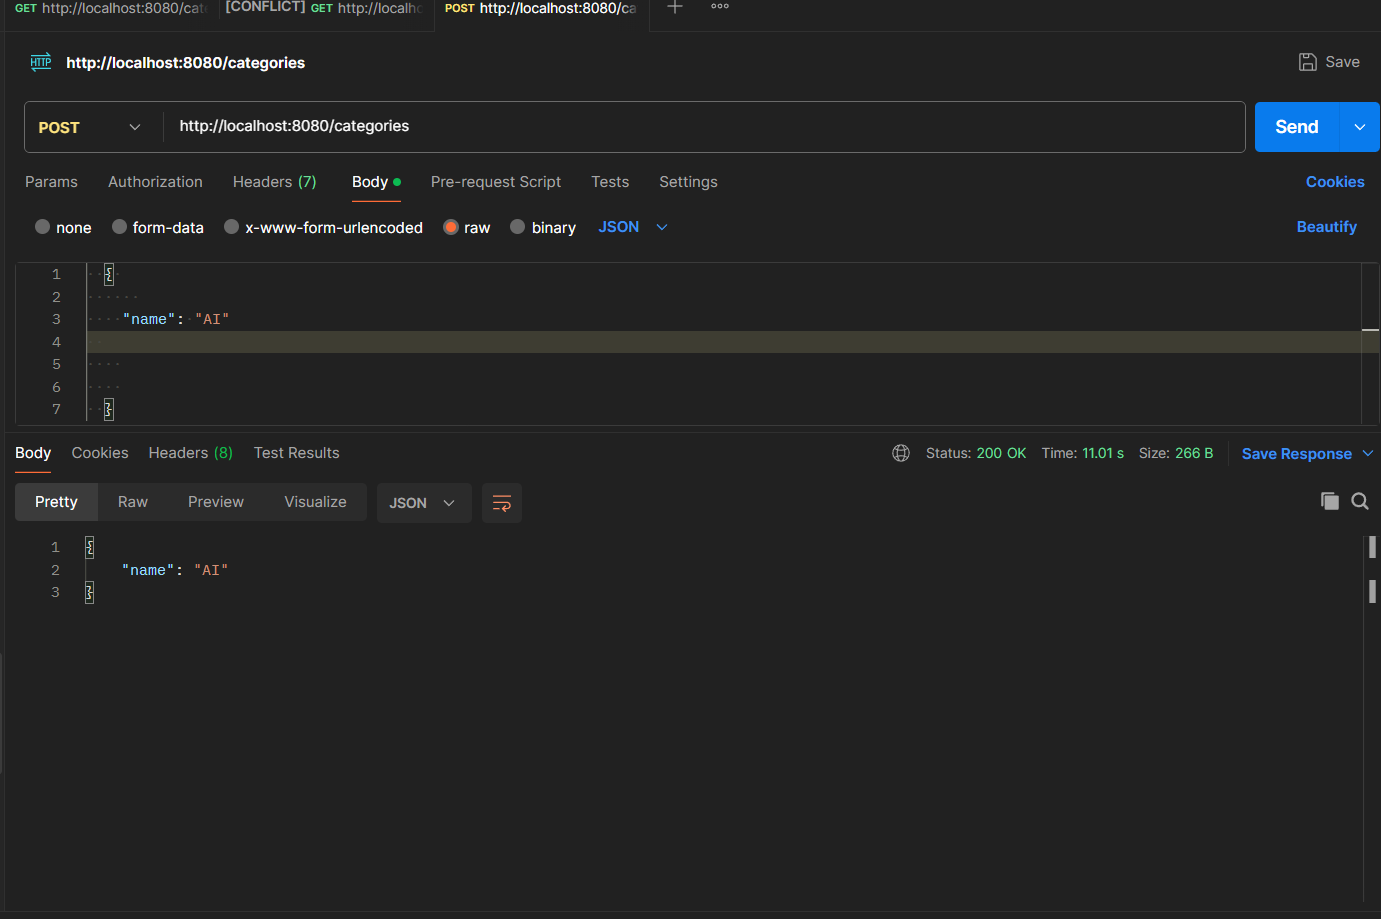 GET http://localhost:8080/cat [CONFLICT] GET http://localhc POST http://localhost:8080/ca
HTTP http://localhost:8080/categories Save
POST http://localhost:8080/categories Send
Params Authorization Headers (7) Body Pre-request Script Tests Settings Cookies
none form-data x-www-form-urlencoded raw binary JSON Beautify
1 {
2
3 "name": "AI"
4
5
6
7 }
Body Cookies Headers (8) Test Results Status: 200 OK Time: 11.01 s Size: 266 B Save Response
Pretty Raw Preview Visualize JSON
1 {
2 "name": "AI"
3 }